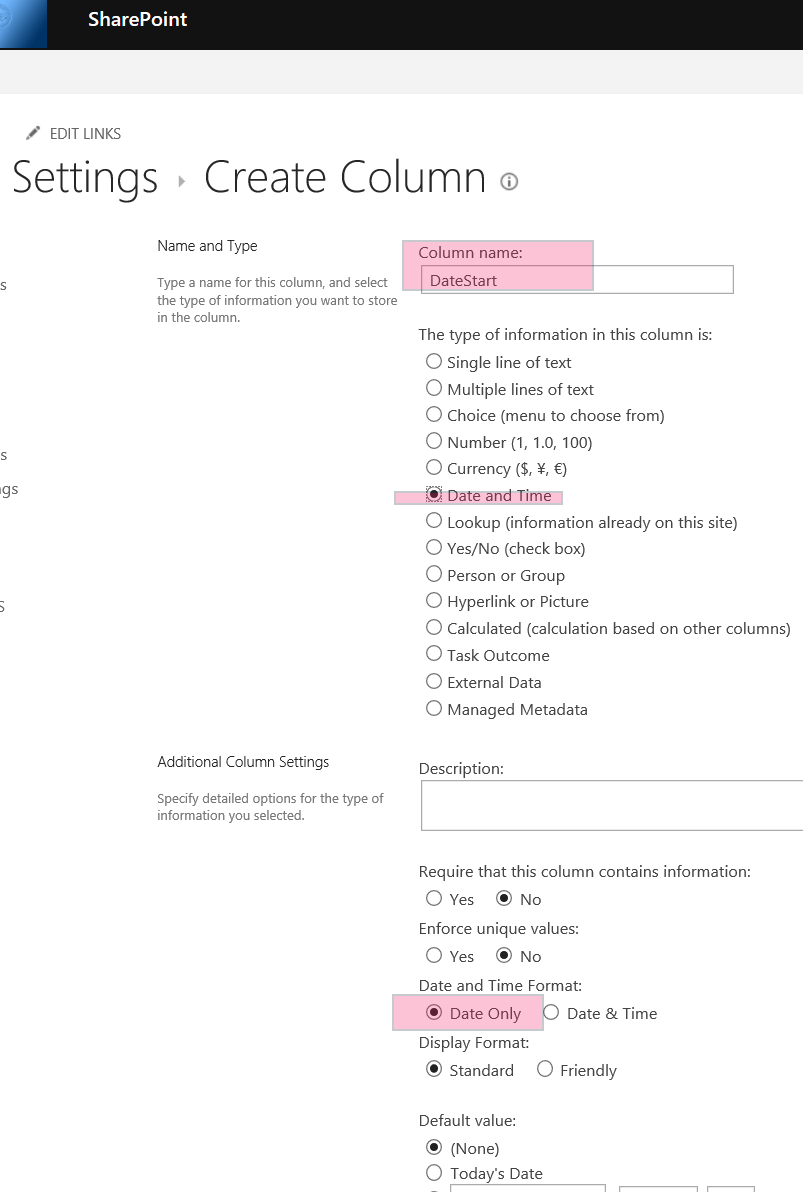 SharePoint
EDIT LINKS
Settings Create Column
Name and Type
Type a name for this column, and select
the type of information you want to store
in the column.
Column name:
DateStart
The type of information in this column is:
Single line of text
Multiple lines of text
Choice (menu to choose from)
Number (1, 1.0, 100)
Currency ($, ¥, €)
Date and Time
Lookup (information already on this site)
Yes/No (check box)
Person or Group
Hyperlink or Picture
Calculated (calculation based on other columns)
Task Outcome
External Data
Managed Metadata
Additional Column Settings
Specify detailed options for the type of
information you selected.
Description:
Require that this column contains information:
Yes No
Enforce unique values:
Yes No
Date and Time Format:
Date Only Date & Time
Display Format:
Standard Friendly
Default value:
(None)
Today's Date